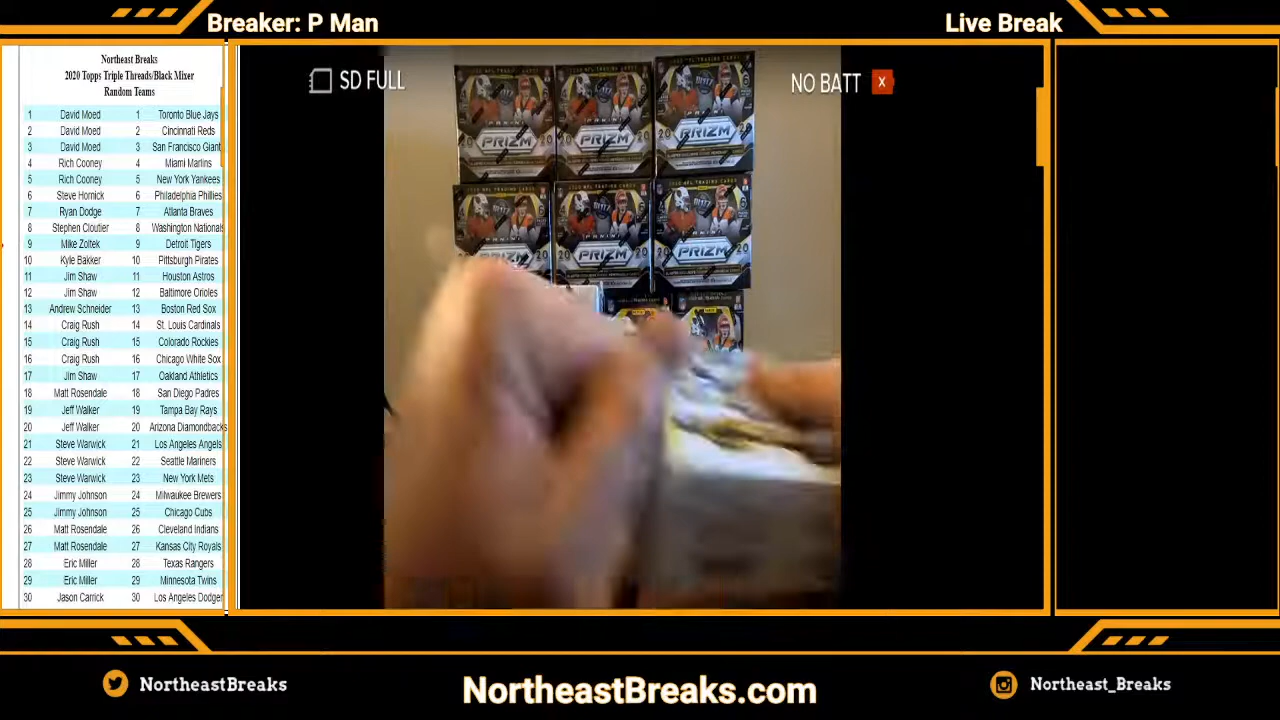 Breaker: P Man
Live Break
Northeast Breaks
2020 Topps Triple Threads/Black Mixer
Random Teams
1 David Moed 1 Toronto Blue Jays
2 David Moed 2 Cincinnati Reds
3 David Moed 3 San Francisco Giant
4 Rich Cooney 4 Miami Marlins
5 Rich Cooney 5 New York Yankees
6 Steve Hornick 6 Philadelphia Phillies
7 Ryan Dodge 7 Atlanta Braves
8 Stephen Cloutier 8 Washington Nationals
9 Mike Zoltek 9 Detroit Tigers
10 Kyle Bakker 10 Pittsburgh Pirates
11 Jim Shaw 11 Houston Astros
12 Jim Shaw 12 Baltimore Orioles
13 Andrew Schneider 13 Boston Red Sox
14 Craig Rush 14 St. Louis Cardinals
15 Craig Rush 15 Colorado Rockies
16 Craig Rush 16 Chicago White Sox
17 Jim Shaw 17 Oakland Athletics
18 Matt Rosendale 18 San Diego Padres
19 Jeff Walker 19 Tampa Bay Rays
20 Jeff Walker 20 Arizona Diamondbacks
21 Steve Warwick 21 Los Angeles Angels
22 Steve Warwick 22 Seattle Mariners
23 Steve Warwick 23 New York Mets
24 Jimmy Johnson 24 Milwaukee Brewers
25 Jimmy Johnson 25 Chicago Cubs
26 Matt Rosendale 26 Cleveland Indians
27 Matt Rosendale 27 Kansas City Royals
28 Eric Miller 28 Texas Rangers
29 Eric Miller 29 Minnesota Twins
30 Jason Carrick 30 Los Angeles Dodger
SD FULL
NO BATT x
PRIZM
PRIZM
PRIZM
PRIZM
PRIZM
PRIZM
NortheastBreaks
NortheastBreaks.com
Northeast_Breaks